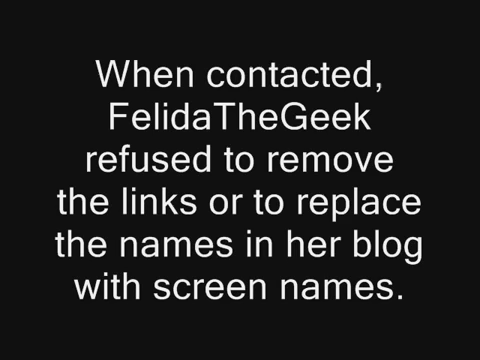 When contacted,
FelidaTheGeek
refused to remove
the links or to replace
the names in her blog
with screen names.